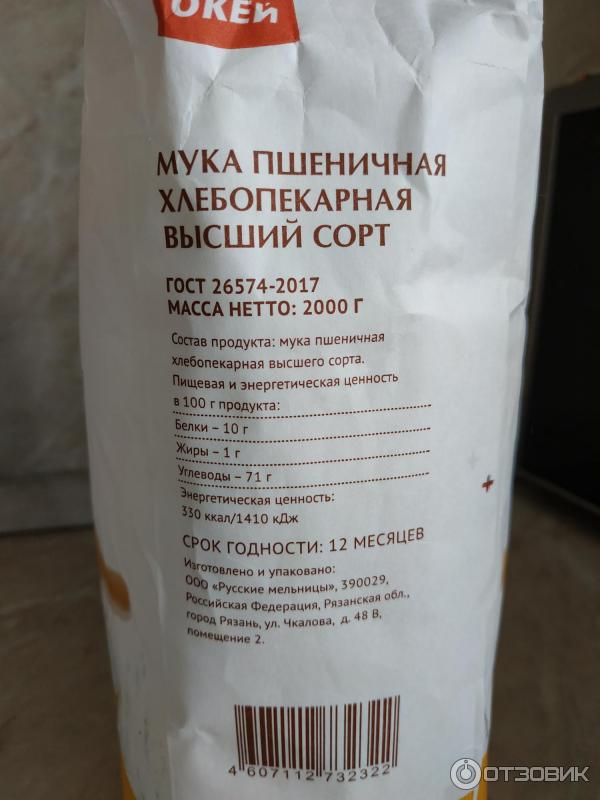 ОКЕЙ
МУКА ПШЕНИЧНАЯ
ХЛЕБОПЕКАРНАЯ
ВЫСШИЙ СОРТ
ГОСТ 26574-2017
МАССА НЕТТО: 2000 Г
Состав продукта: мука пшеничная
хлебопекарная высшего сорта.
Пищевая и энергетическая ценность
в 100 г продукта:
Белки – 10 г
Жиры – 1 г
Углеводы – 71 г
Энергетическая ценность:
330 ккал/1410 кДж
СРОК ГОДНОСТИ: 12 МЕСЯЦЕВ
Изготовлено и упаковано:
ООО «Русские мельницы», 390029,
Российская Федерация, Рязанская обл.,
город Рязань, ул. Чкалова, д. 48 В,
помещение 2.
4 607112 732322
ОТЗОВИК